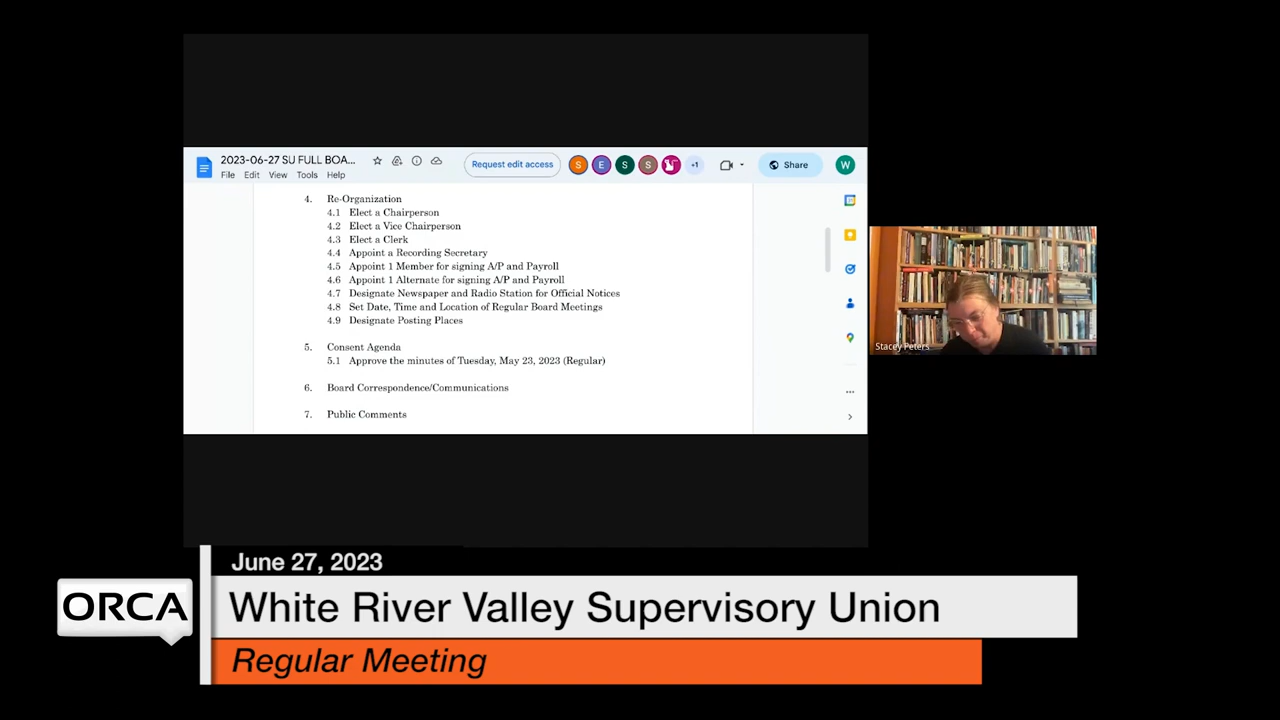 2023-06-27 SU FULL BOA...
File Edit View Tools Help
Request edit access
S E S S +1
Share
W
4. Re-Organization
4.1 Elect a Chairperson
4.2 Elect a Vice Chairperson
4.3 Elect a Clerk
4.4 Appoint a Recording Secretary
4.5 Appoint 1 Member for signing A/P and Payroll
4.6 Appoint 1 Alternate for signing A/P and Payroll
4.7 Designate Newspaper and Radio Station for Official Notices
4.8 Set Date, Time and Location of Regular Board Meetings
4.9 Designate Posting Places
5. Consent Agenda
5.1 Approve the minutes of Tuesday, May 23, 2023 (Regular)
6. Board Correspondence/Communications
7. Public Comments
Stacey Peters
June 27, 2023
ORCA
White River Valley Supervisory Union
Regular Meeting